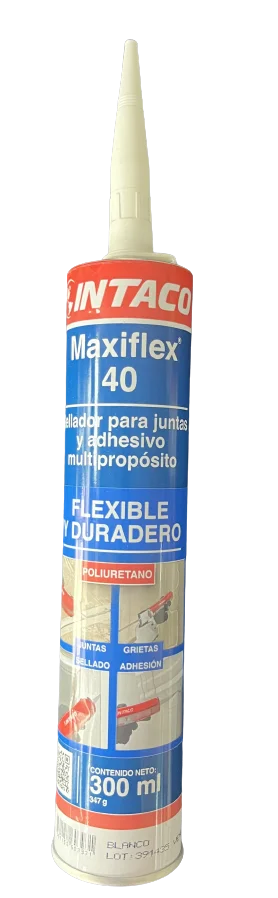 INTACO
Maxiflex®
40
ellador para juntas
y adhesivo
multipropósito
FLEXIBLE
Y DURADERO
POLIURETANO
JUNTAS GRIETAS
SELLADO ADHESIÓN
CONTENIDO NETO:
300 ml
347 g
BLANCO